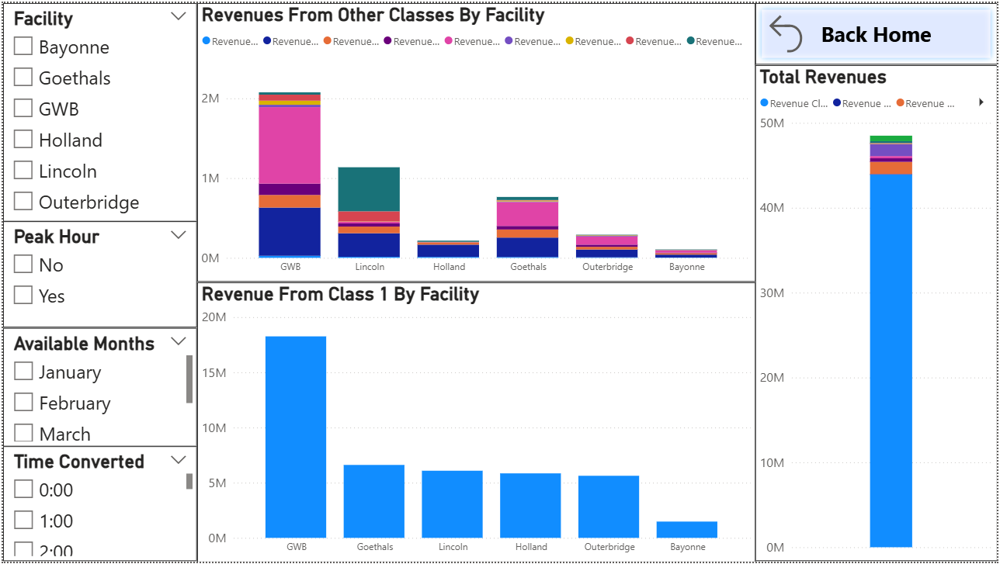 Facility
Bayonne
Goethals
GWB
Holland
Lincoln
Outerbridge
Peak Hour
No
Yes
Available Months
January
February
March
Time Converted
0:00
1:00
2:00
Revenues From Other Classes By Facility
Revenue... Revenue... Revenue... Revenue... Revenue... Revenue... Revenue... Revenue... Revenue...
2M
1M
0M
GWB Lincoln Holland Goethals Outerbridge Bayonne
Revenue From Class 1 By Facility
20M
15M
10M
5M
0M
GWB Goethals Lincoln Holland Outerbridge Bayonne
Back Home
Total Revenues
Revenue Cl... Revenue ... Revenue ...
50M
40M
30M
20M
10M
0M